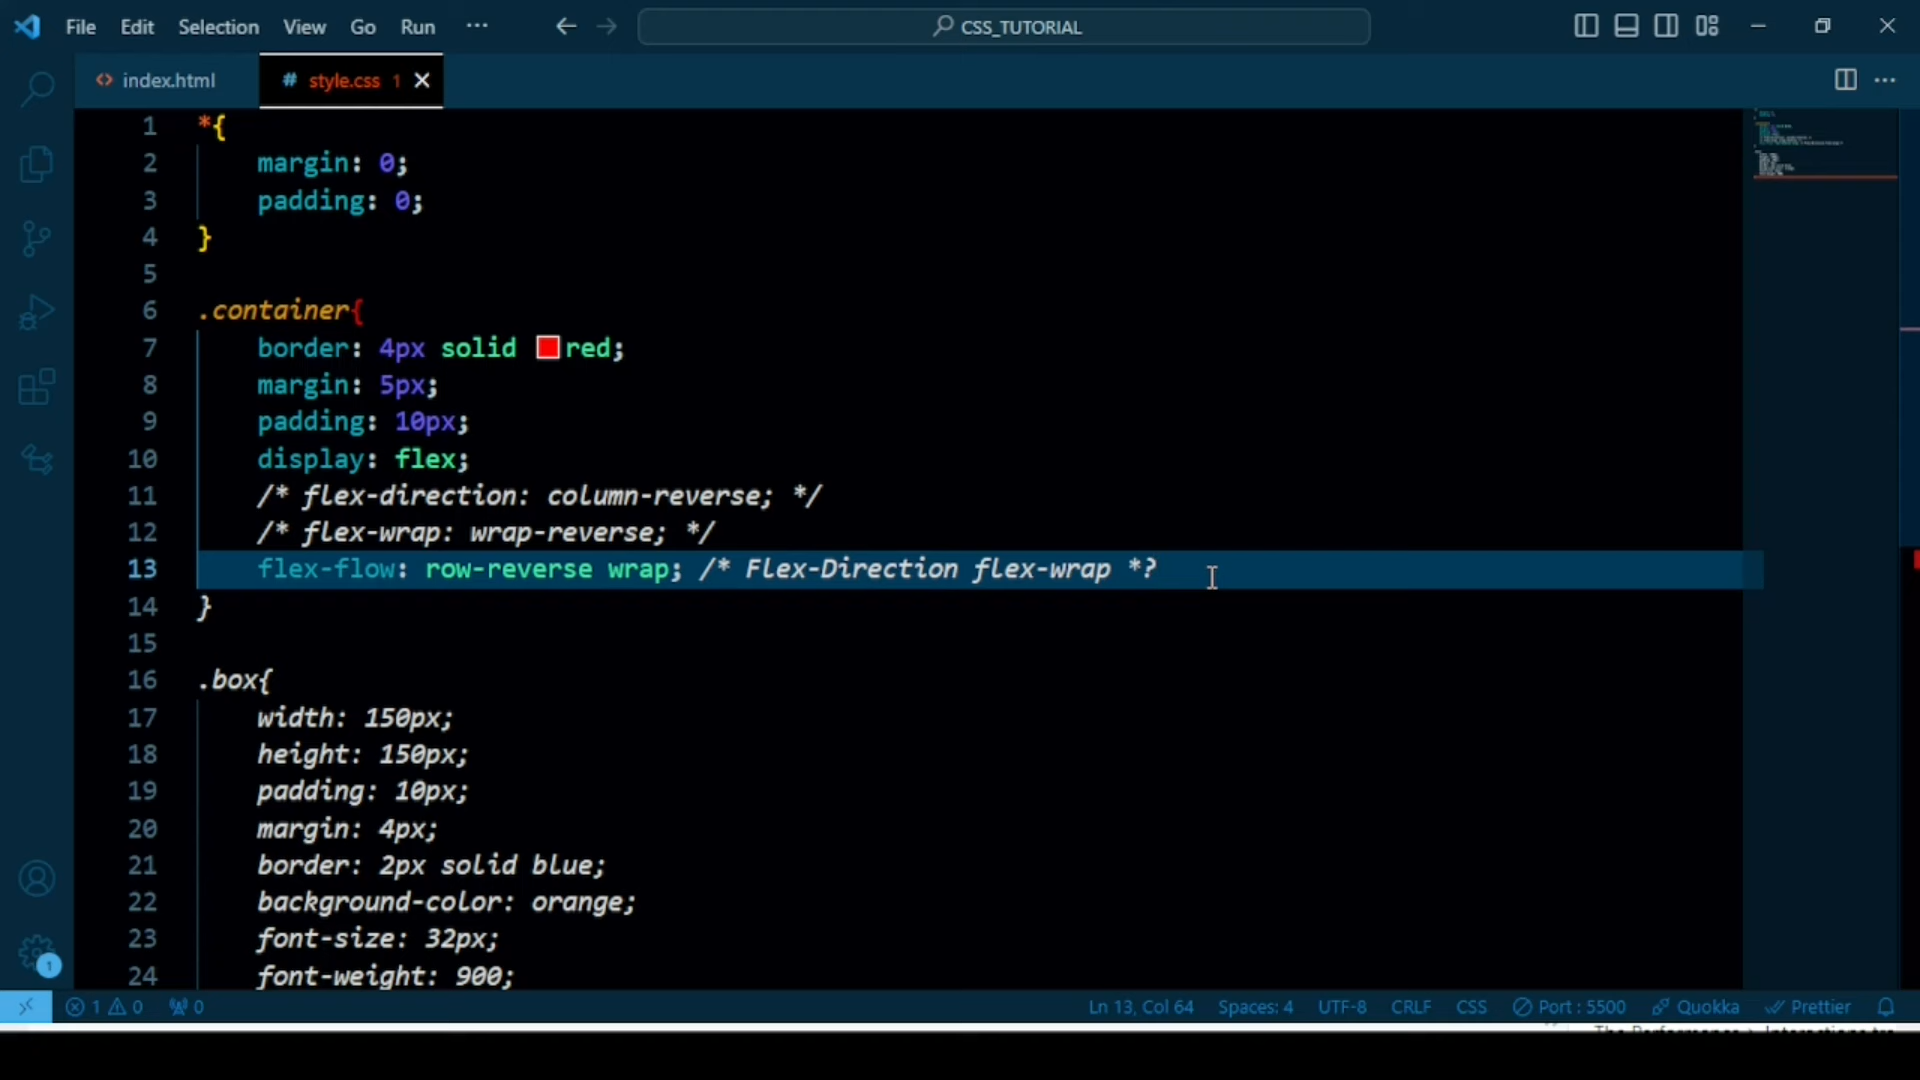 File Edit Selection View Go Run ··· CSS_TUTORIAL
index.html # style.css 1
1 *{
2 margin: 0;
3 padding: 0;
4 }
5
6 .container{
7 border: 4px solid red;
8 margin: 5px;
9 padding: 10px;
10 display: flex;
11 /* flex-direction: column-reverse; */
12 /* flex-wrap: wrap-reverse; */
13 flex-flow: row-reverse wrap; /* Flex-Direction flex-wrap *?
14 }
15
16 .box{
17 width: 150px;
18 height: 150px;
19 padding: 10px;
20 margin: 4px;
21 border: 2px solid blue;
22 background-color: orange;
23 font-size: 32px;
24 font-weight: 900;
1
1 0 0 Ln 13, Col 64 Spaces: 4 UTF-8 CRLF CSS Port : 5500 Quokka Prettier